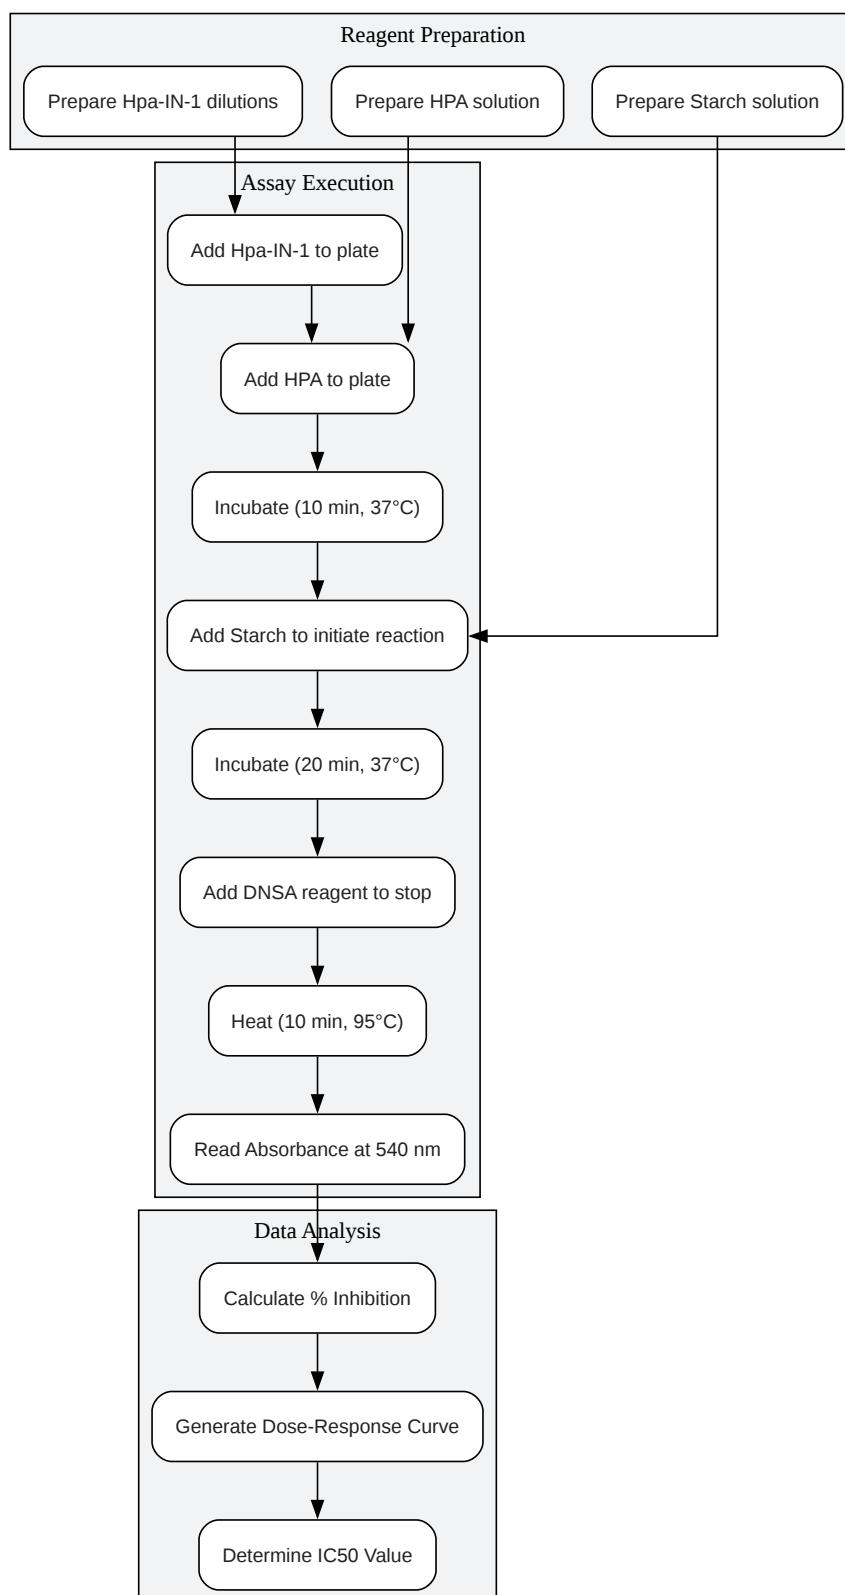 Reagent Preparation
Prepare Hpa-IN-1 dilutions
Prepare HPA solution
Prepare Starch solution
Assay Execution
Add Hpa-IN-1 to plate
Add HPA to plate
Incubate (10 min, 37°C)
Add Starch to initiate reaction
Incubate (20 min, 37°C)
Add DNSA reagent to stop
Heat (10 min, 95°C)
Read Absorbance at 540 nm
Data Analysis
Calculate % Inhibition
Generate Dose-Response Curve
Determine IC50 Value